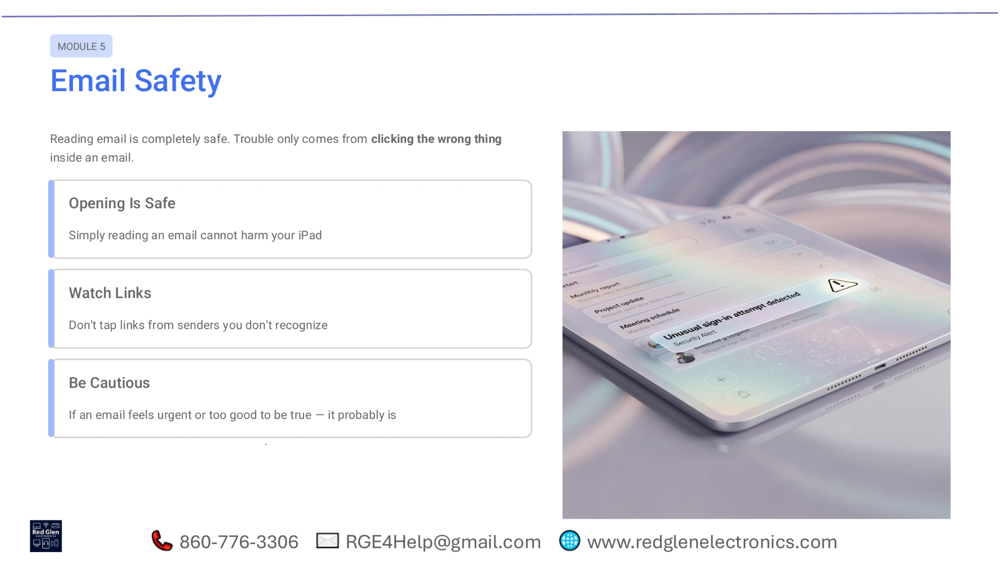 MODULE 5
Email Safety
Reading email is completely safe. Trouble only comes from clicking the wrong thing
inside an email.
Opening Is Safe
Simply reading an email cannot harm your iPad
Watch Links
Don't tap links from senders you don't recognize
Be Cautious
If an email feels urgent or too good to be true — it probably is
.
Monthly report
Project update
Meeting schedule
Unusual sign-in attempt detected
Security Alert
Red Glen
ELECTRONICS
860-776-3306
RGE4Help@gmail.com
www.redglenelectronics.com